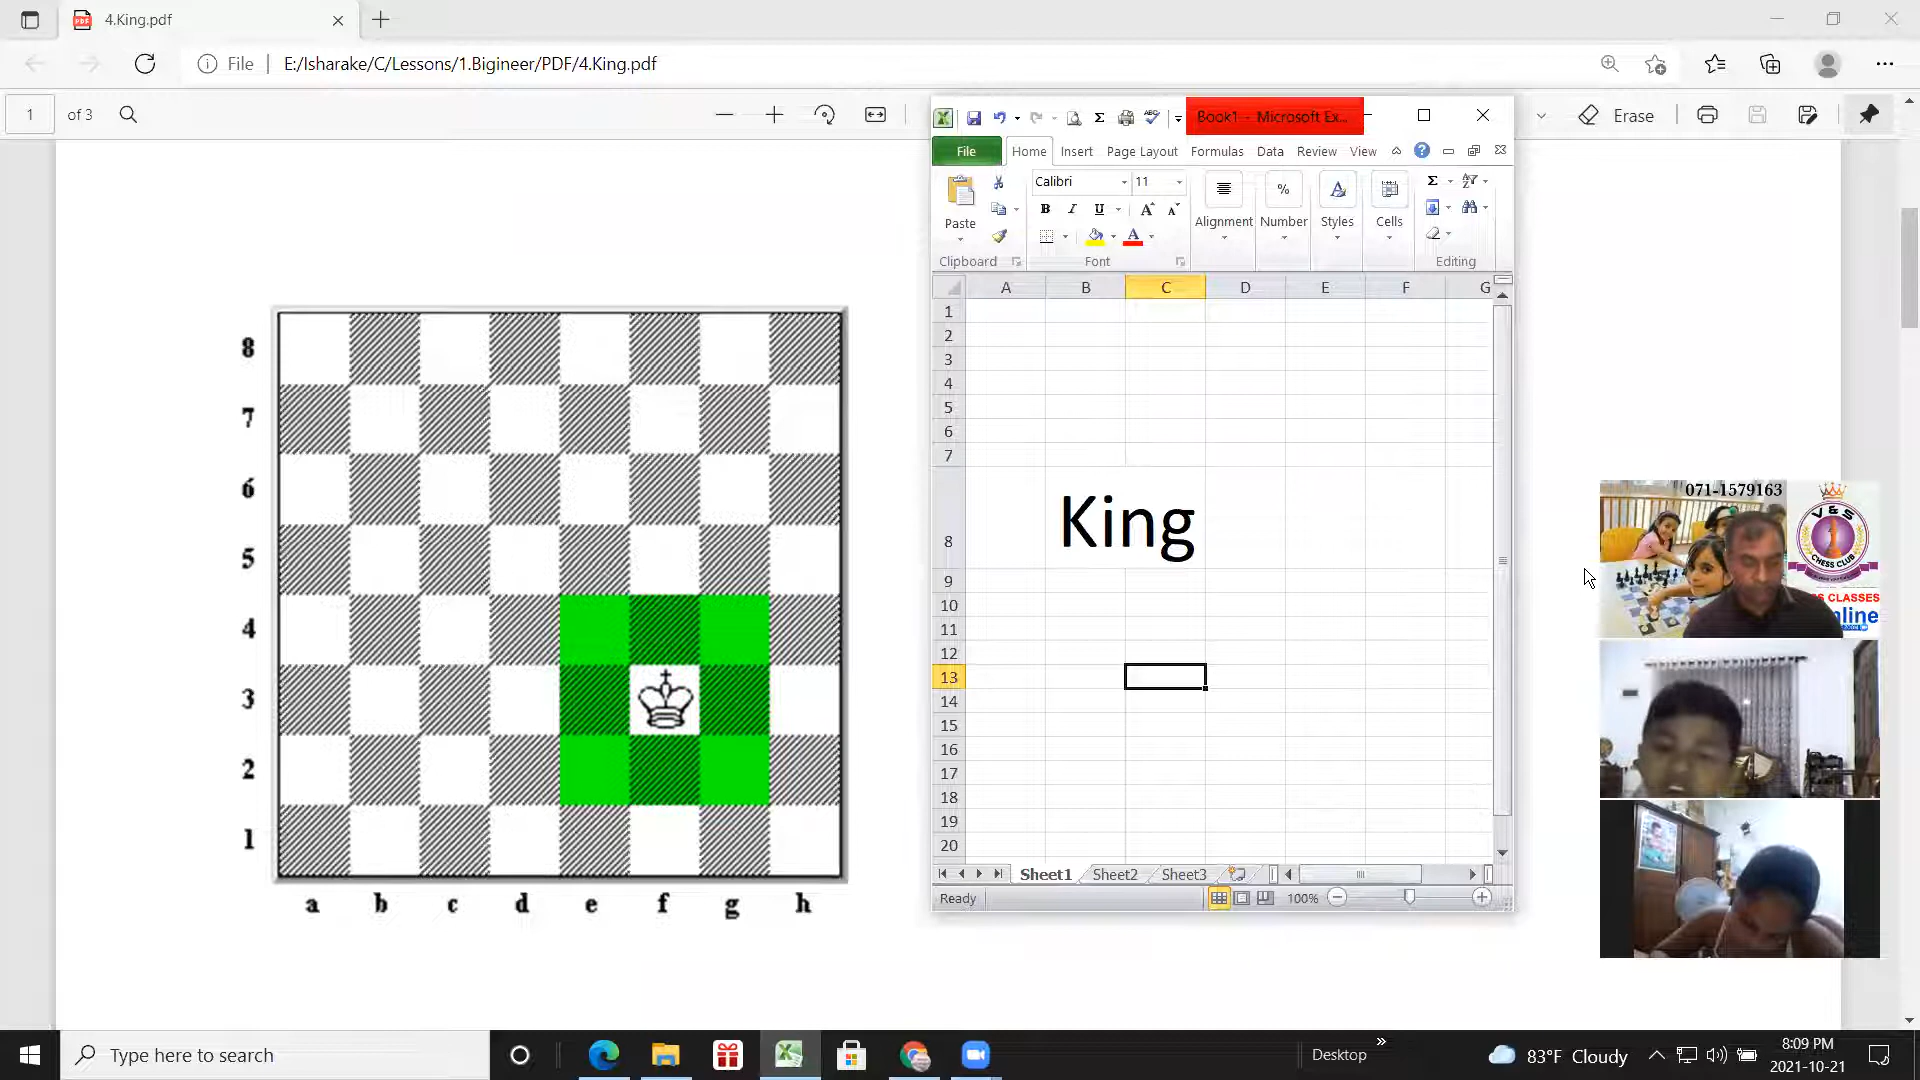 4.King.pdf
File
E:/Isharake/C/Lessons/1.Bigineer/PDF/4.King.pdf
1 of 3
Erase
Book1 - Microsoft Ex...
File Home Insert Page Layout Formulas Data Review View
Calibri 11
Paste
B I U A A
Alignment Number Styles Cells
Clipboard Font Editing
A B C D E F G
1
2
3
4
5
6
7
8 King
9
10
11
12
13
14
15
16
17
18
19
20
Sheet1 Sheet2 Sheet3
Ready 100%
8
7
6
5
4
3
2
1
a b c d e f g h
071-1579163
V & S
CHESS CLUB
SS CLASSES
nline
Type here to search
Desktop
83°F Cloudy
8:09 PM
2021-10-21